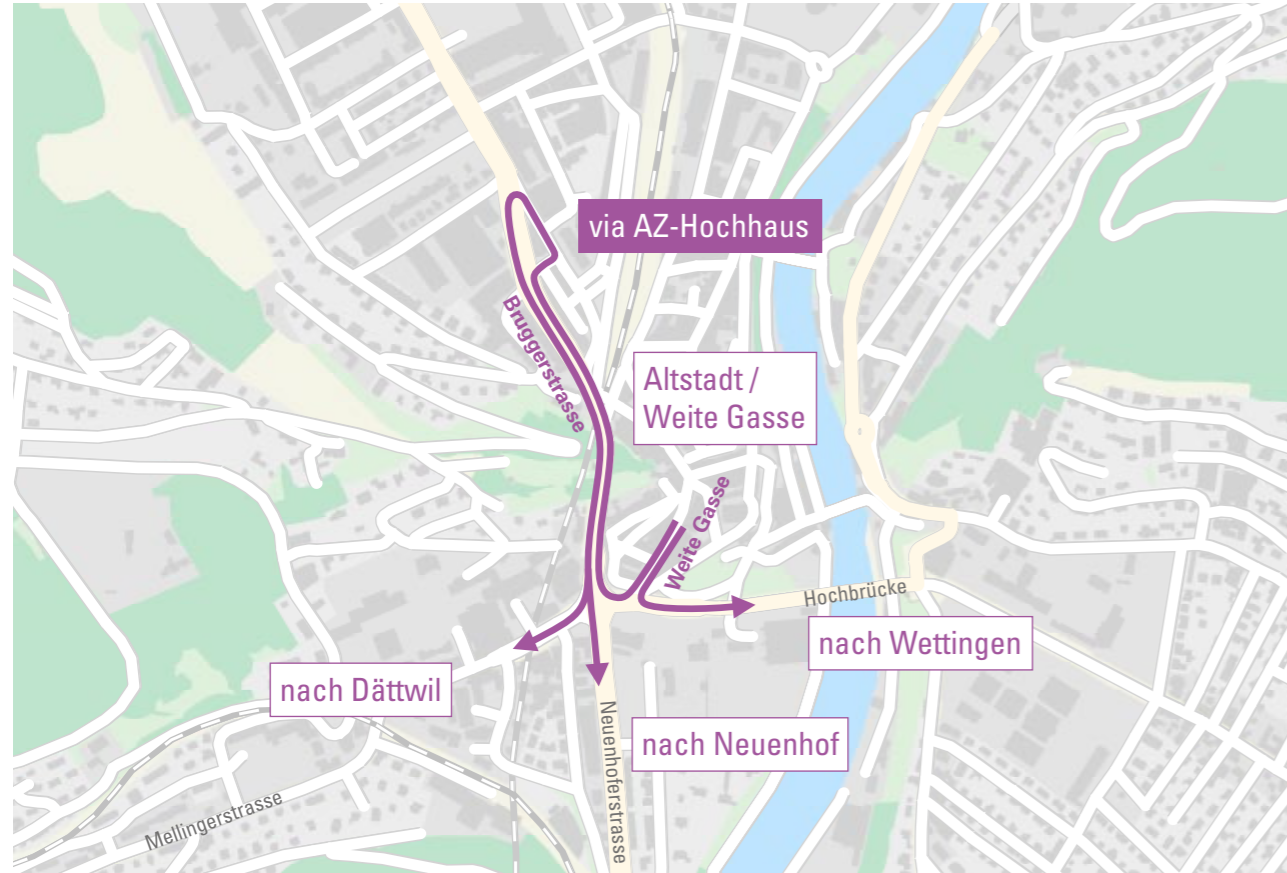 via AZ-Hochhaus
Bruggerstrasse
Altstadt /
Weite Gasse
Weite Gasse
Hochbrücke
nach Wettingen
nach Dättwil
nach Neuenhof
Neuenhoferstrasse
Mellingerstrasse